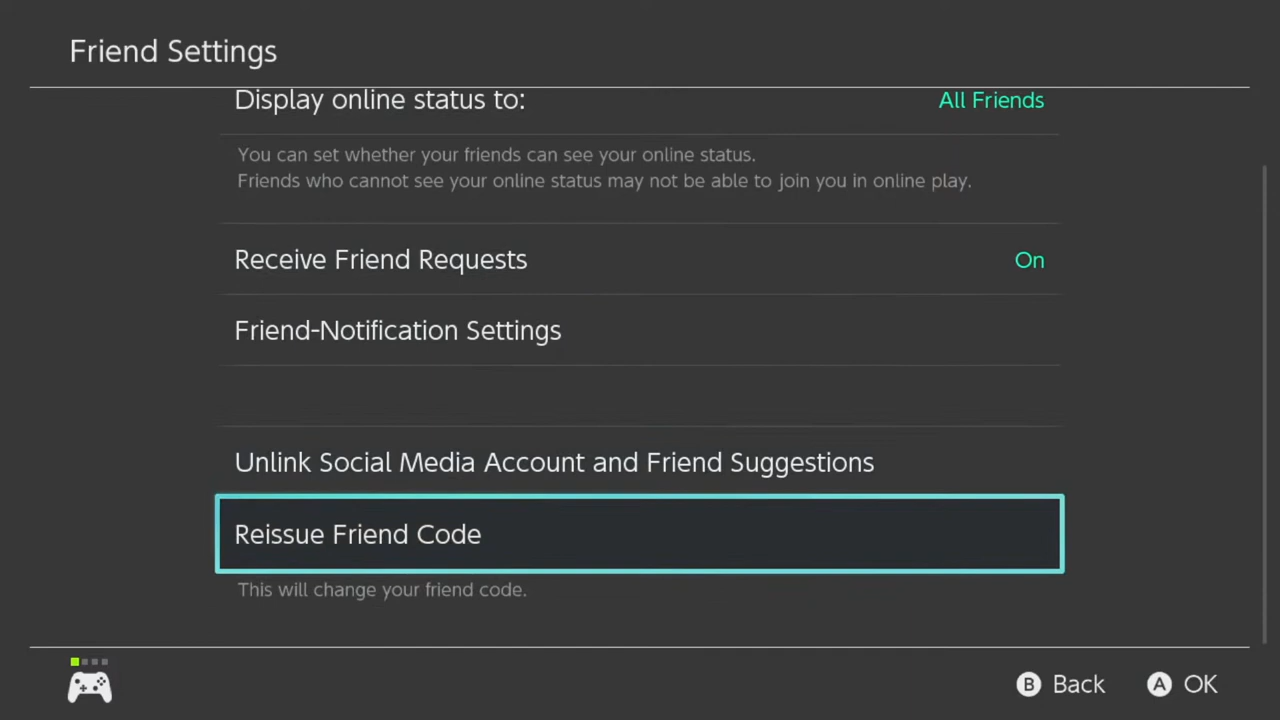 Friend Settings
Display online status to: All Friends
You can set whether your friends can see your online status.
Friends who cannot see your online status may not be able to join you in online play.
Receive Friend Requests On
Friend-Notification Settings
Unlink Social Media Account and Friend Suggestions
Reissue Friend Code
This will change your friend code.
B Back A OK